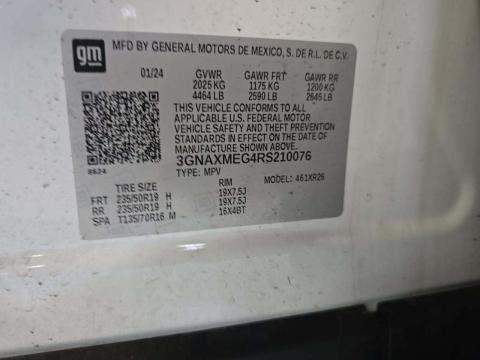 gm MFD BY GENERAL MOTORS DE MEXICO, S. DE R.L. DE C.V.
01/24 GVWR GAWR FRT GAWR RR
2025 KG 1175 KG 1200 KG
4464 LB 2590 LB 2645 LB
THIS VEHICLE CONFORMS TO ALL
APPLICABLE U.S. FEDERAL MOTOR
VEHICLE SAFETY AND THEFT PREVENTION
STANDARDS IN EFFECT ON THE DATE OF
MANUFACTURE SHOWN ABOVE.
3GNAXMEG4RS210076
8624 TYPE: MPV MODEL: 461XR26
TIRE SIZE RIM
FRT 235/50R19 H 19X7.5J
RR 235/50R19 H 19X7.5J
SPA T135/70R16 M 16X4BT